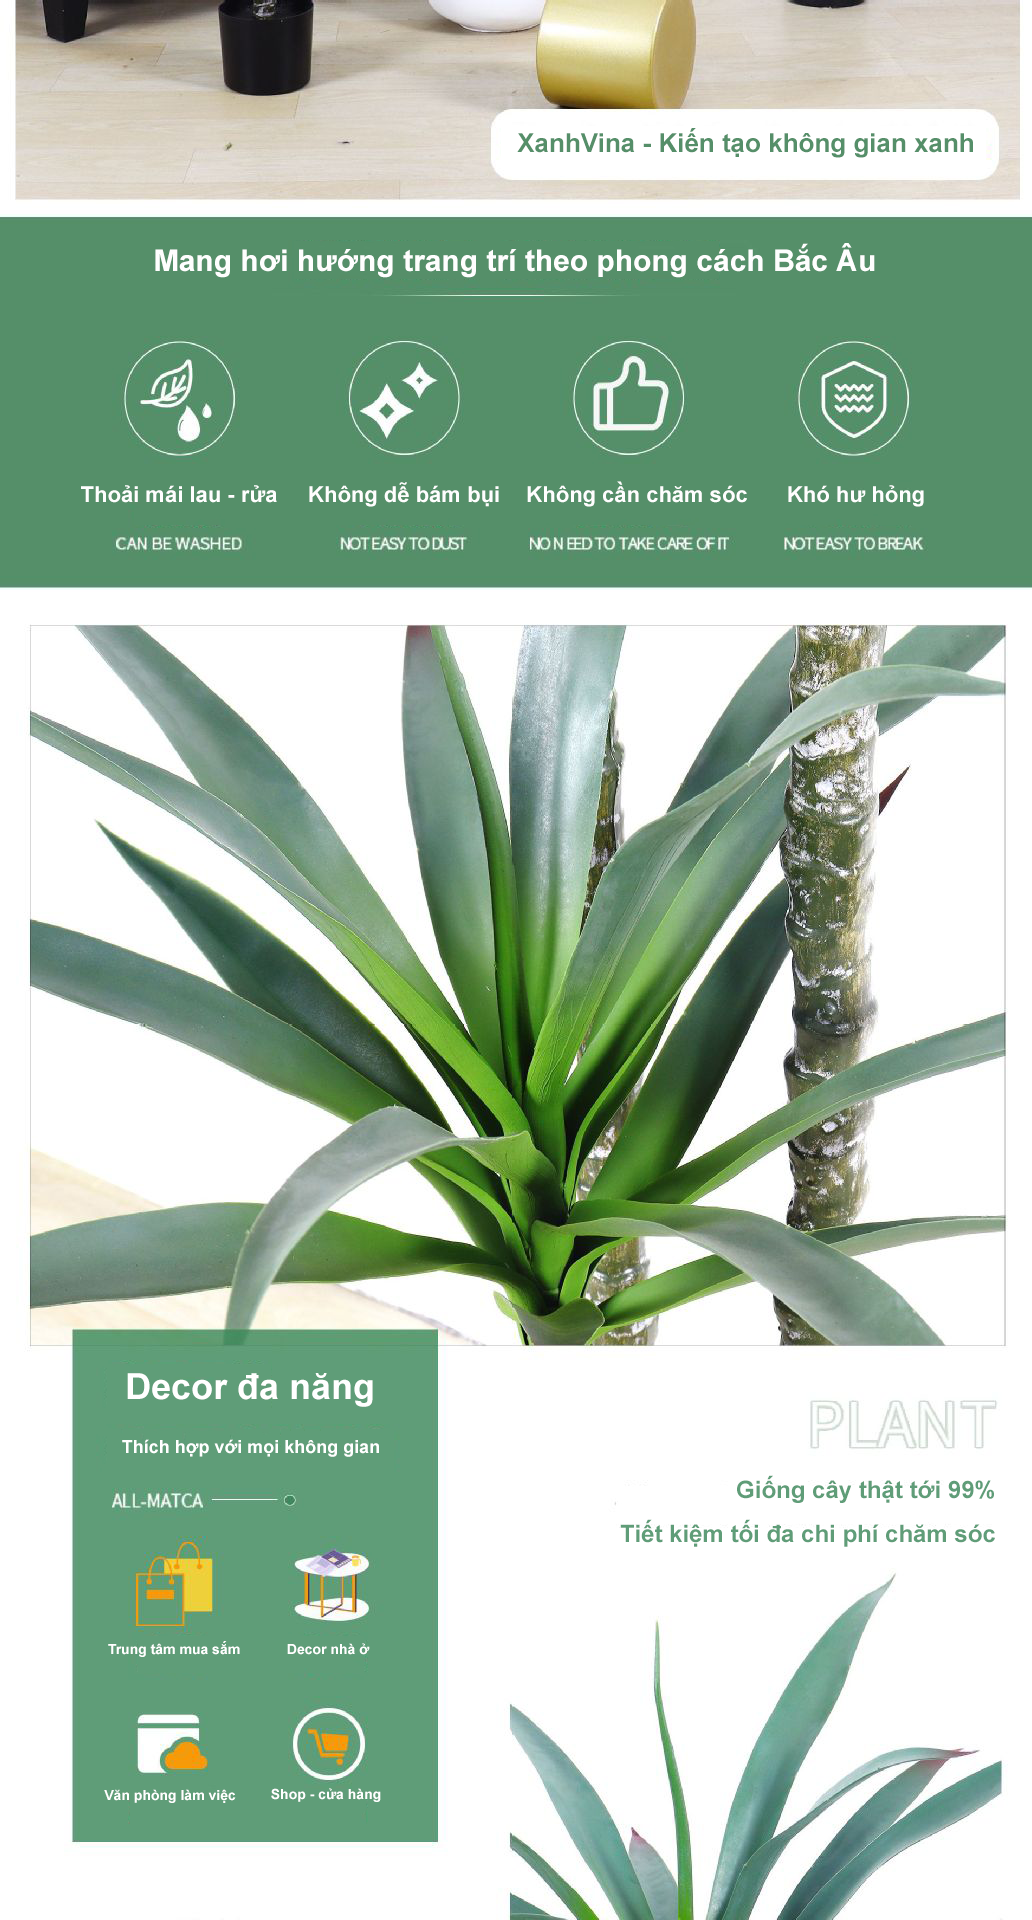 XanhVina - Kiến tạo không gian xanh
Mang hơi hướng trang trí theo phong cách Bắc Âu
Thoải mái lau - rửa
Không dễ bám bụi
Không cần chăm sóc
Khó hư hỏng
CAN BE WASHED
NOT EASY TO DUST
NO NEED TO TAKE CARE OF IT
NOT EASY TO BREAK
Decor đa năng
Thích hợp với mọi không gian
ALL-MATCA
Trung tâm mua sắm
Decor nhà ở
Văn phòng làm việc
Shop - cửa hàng
PLANT
Giống cây thật tới 99%
Tiết kiệm tối đa chi phí chăm sóc